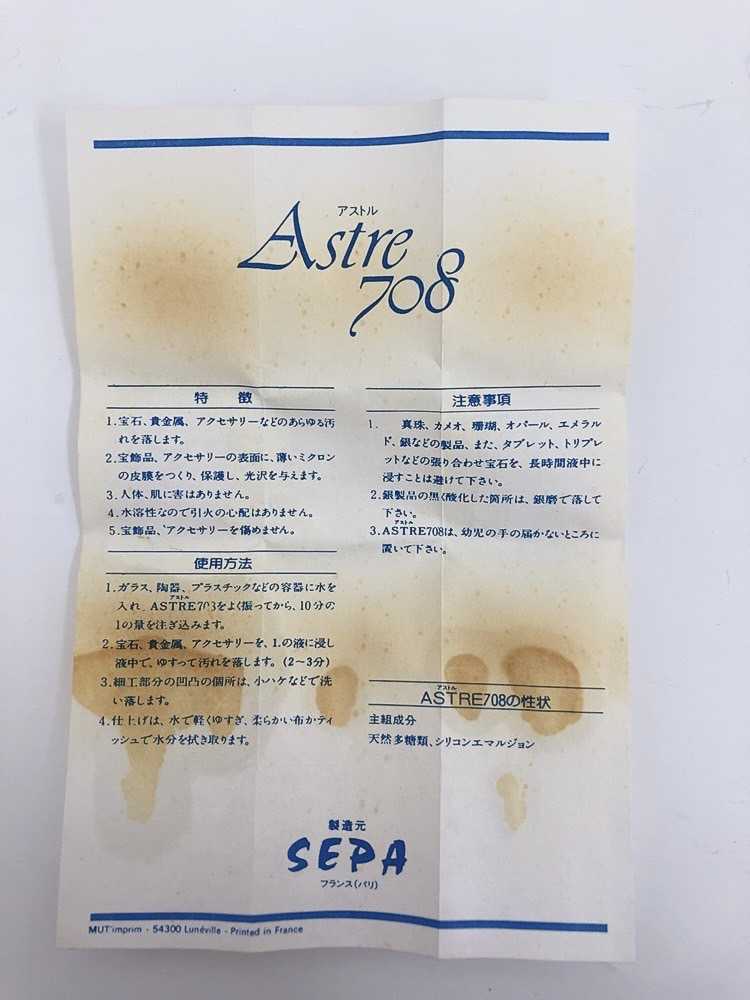 アストル
Astre
708
特徴
1.宝石、貴金属、アクセサリーなどのあらゆる汚
れを落します。
2.宝飾品、アクセサリーの表面に、薄いミクロン
の皮膜をつくり、保護し、光沢を与えます。
3.人体、肌に害はありません。
4.水溶性なので引火の心配はありません。
5.宝飾品、アクセサリーを傷めません。
使用方法
1.ガラス、陶器、プラスチックなどの容器に水を
アストル
入れ、ASTRE708をよく振ってから、10分の
1の量を注ぎ込みます。
2.宝石、貴金属、アクセサリーを、1.の液に浸し
液中で、ゆすって汚れを落します。(2〜3分)
3.細工部分の凹凸の個所は、小ハケなどで洗
い落します。
4.仕上げは、水で軽くゆすぎ、柔らかい布かティ
ッシュで水分を拭き取ります。
注意事項
1. 真珠、カメオ、珊瑚、オパール、エメラル
ド、銀などの製品、また、タブレット、トリプレ
ットなどの張り合わせ宝石を、長時間液中に
浸すことは避けて下さい。
2.銀製品の黒く酸化した箇所は、銀磨で落して
下さい。
アストル
3.ASTRE708は、幼児の手の届かないところに
置いて下さい。
アストル
ASTRE708の性状
主組成分
天然多糖類、シリコンエマルジョン
製造元
SEPA
フランス(パリ)
MUT'imprim - 54300 Lunéville - Printed in France